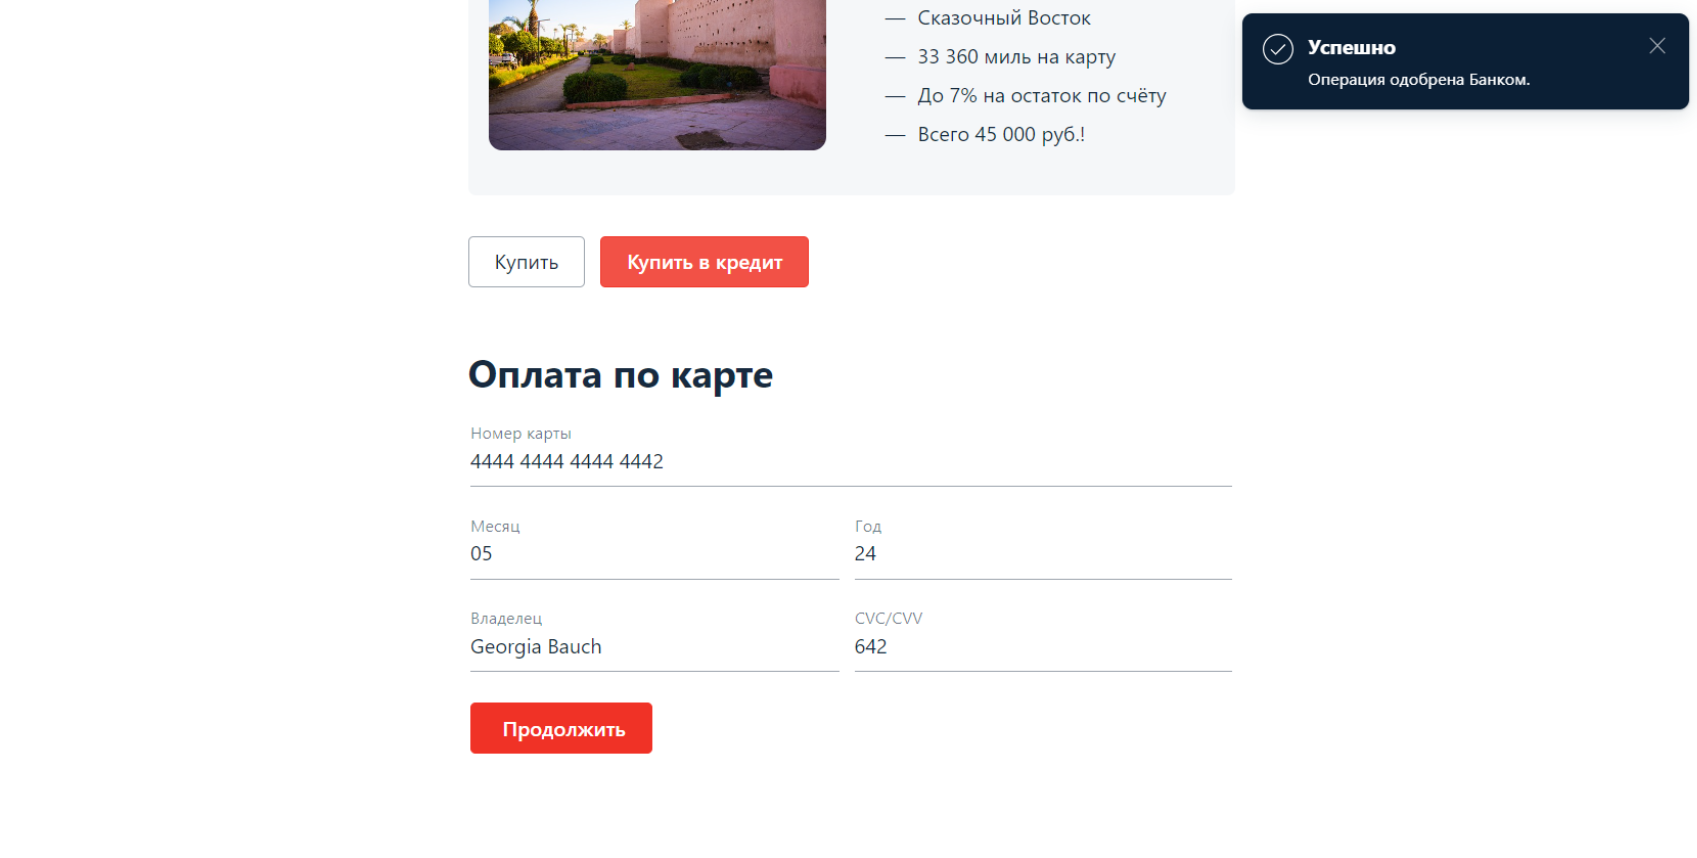 — Сказочный Восток
— 33 360 миль на карту
— До 7% на остаток по счёту
— Всего 45 000 руб.!
Успешно
Операция одобрена Банком.
Купить
Купить в кредит
Оплата по карте
Номер карты
4444 4444 4444 4442
Месяц
Год
05
24
Владелец
CVC/CVV
Georgia Bauch
642
Продолжить